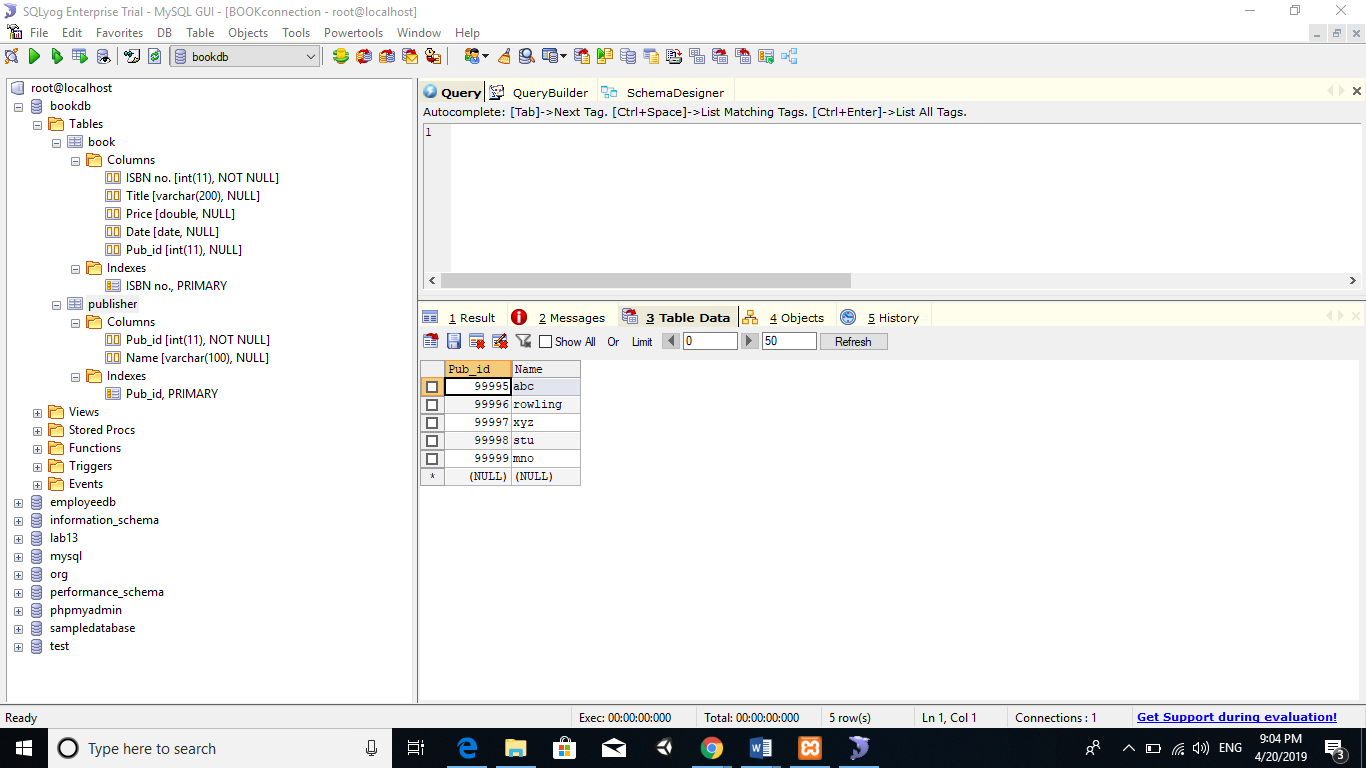 SQLyog Enterprise Trial - MySQL GUI - [BOOKconnection - root@localhost]
File Edit Favorites DB Table Objects Tools Powertools Window Help
bookdb
root@localhost
bookdb
Tables
book
Columns
ISBN no. [int(11), NOT NULL]
Title [varchar(200), NULL]
Price [double, NULL]
Date [date, NULL]
Pub_id [int(11), NULL]
Indexes
ISBN no., PRIMARY
publisher
Columns
Pub_id [int(11), NOT NULL]
Name [varchar(100), NULL]
Indexes
Pub_id, PRIMARY
Views
Stored Procs
Functions
Triggers
Events
employeedb
information_schema
lab13
mysql
org
performance_schema
phpmyadmin
sampledatabase
test
Query QueryBuilder SchemaDesigner
Autocomplete: [Tab]->Next Tag. [Ctrl+Space]->List Matching Tags. [Ctrl+Enter]->List All Tags.
1
1 Result 2 Messages 3 Table Data 4 Objects 5 History
Show All Or Limit 0 50 Refresh
Pub_id Name
99995 abc
99996 rowling
99997 xyz
99998 stu
99999 mno
* (NULL) (NULL)
Ready Exec: 00:00:00:000 Total: 00:00:00:000 5 row(s) Ln 1, Col 1 Connections : 1 Get Support during evaluation!
Type here to search ENG 9:04 PM
4/20/2019 3